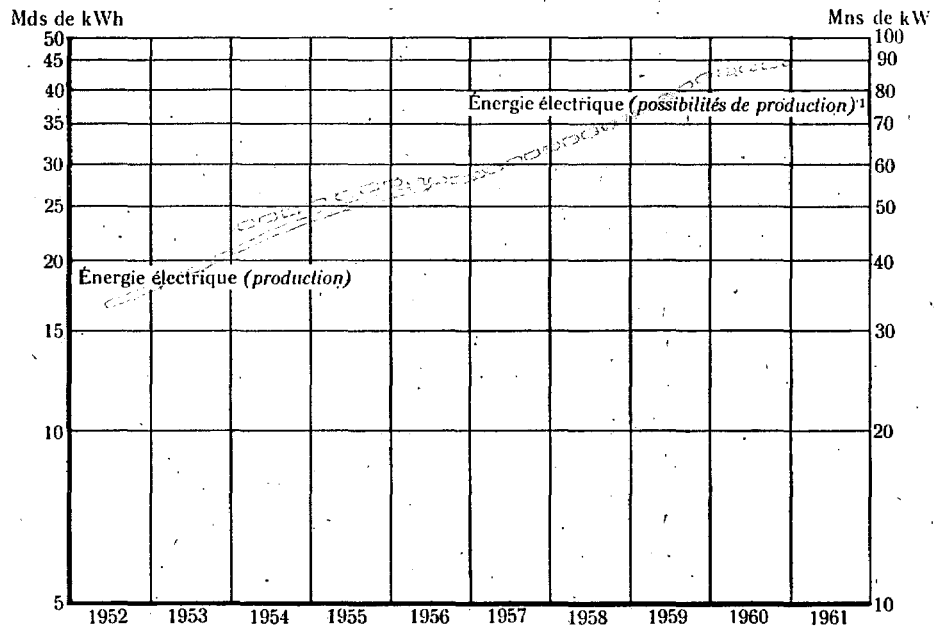 Mds de kWh Mns de kW
50 100
45 90
40 80
Énergie électrique (possibilités de production)¹
35 70
30 60
25 50
20 40
Énergie électrique (production)
15 30
10 20
5 10
1952 1953 1954 1955 1956 1957 1958 1959 1960 1961